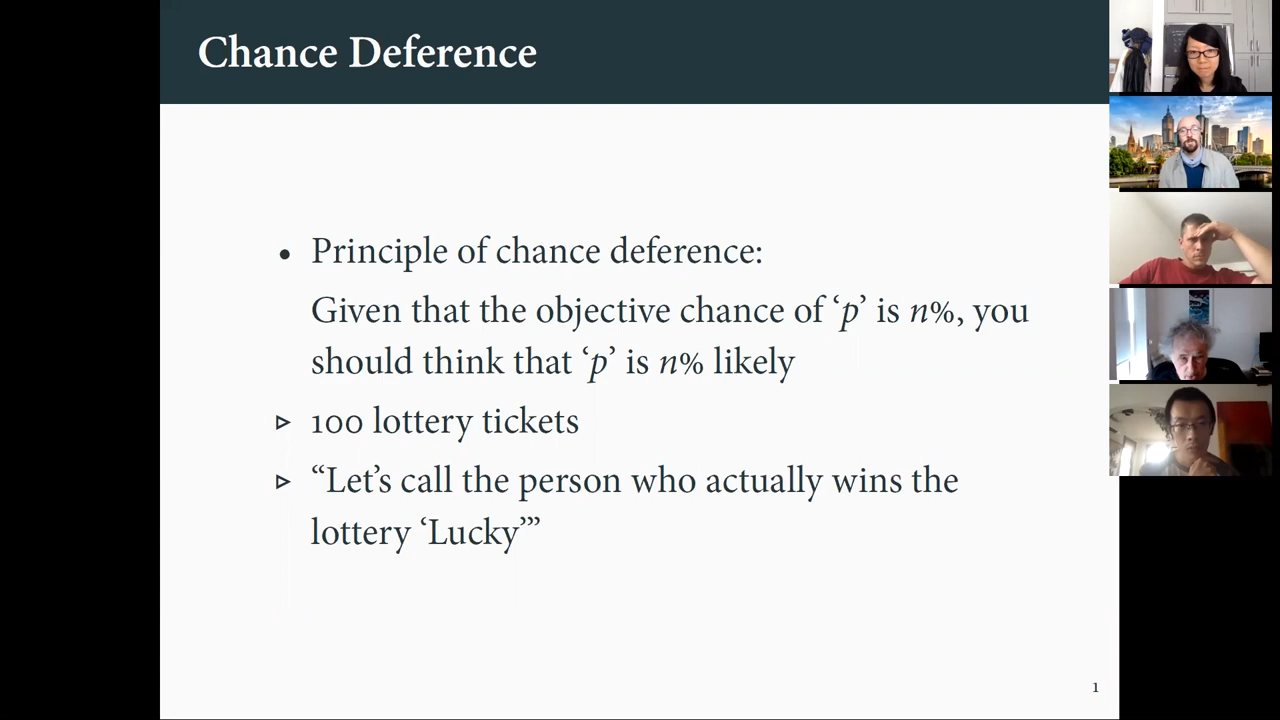 Chance Deference
• Principle of chance deference:
Given that the objective chance of ‘p’ is n%, you
should think that ‘p’ is n% likely
▹ 100 lottery tickets
▹ “Let’s call the person who actually wins the
lottery ‘Lucky’”
1